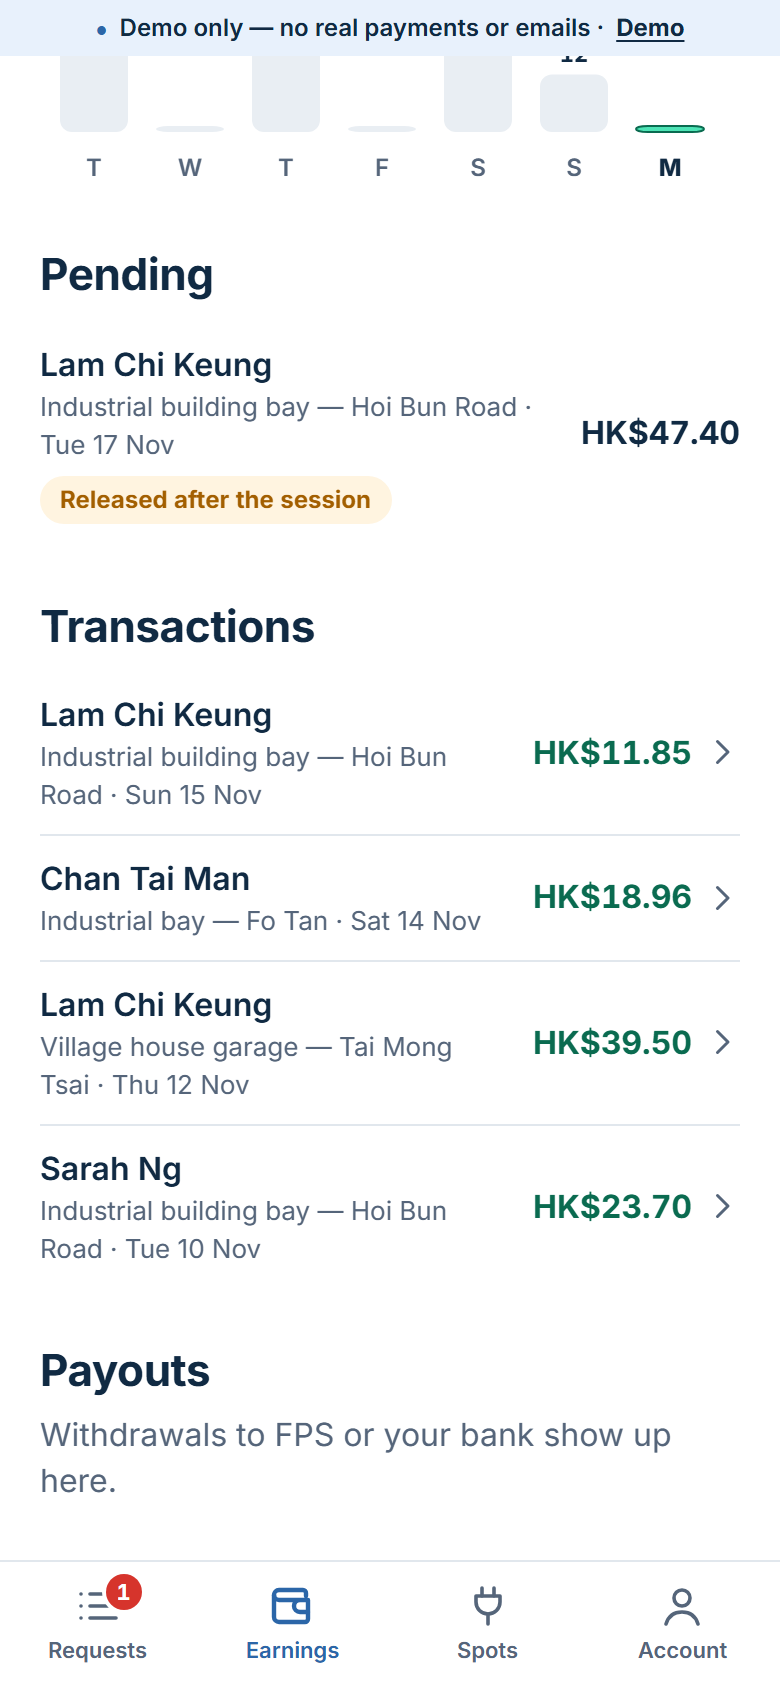 Demo only — no real payments or emails · Demo
12
T W T F S S M
Pending
Lam Chi Keung
Industrial building bay — Hoi Bun Road ·
Tue 17 Nov
HK$47.40
Released after the session
Transactions
Lam Chi Keung
Industrial building bay — Hoi Bun
Road · Sun 15 Nov
HK$11.85
Chan Tai Man
Industrial bay — Fo Tan · Sat 14 Nov
HK$18.96
Lam Chi Keung
Village house garage — Tai Mong
Tsai · Thu 12 Nov
HK$39.50
Sarah Ng
Industrial building bay — Hoi Bun
Road · Tue 10 Nov
HK$23.70
Payouts
Withdrawals to FPS or your bank show up
here.
1
Requests Earnings Spots Account